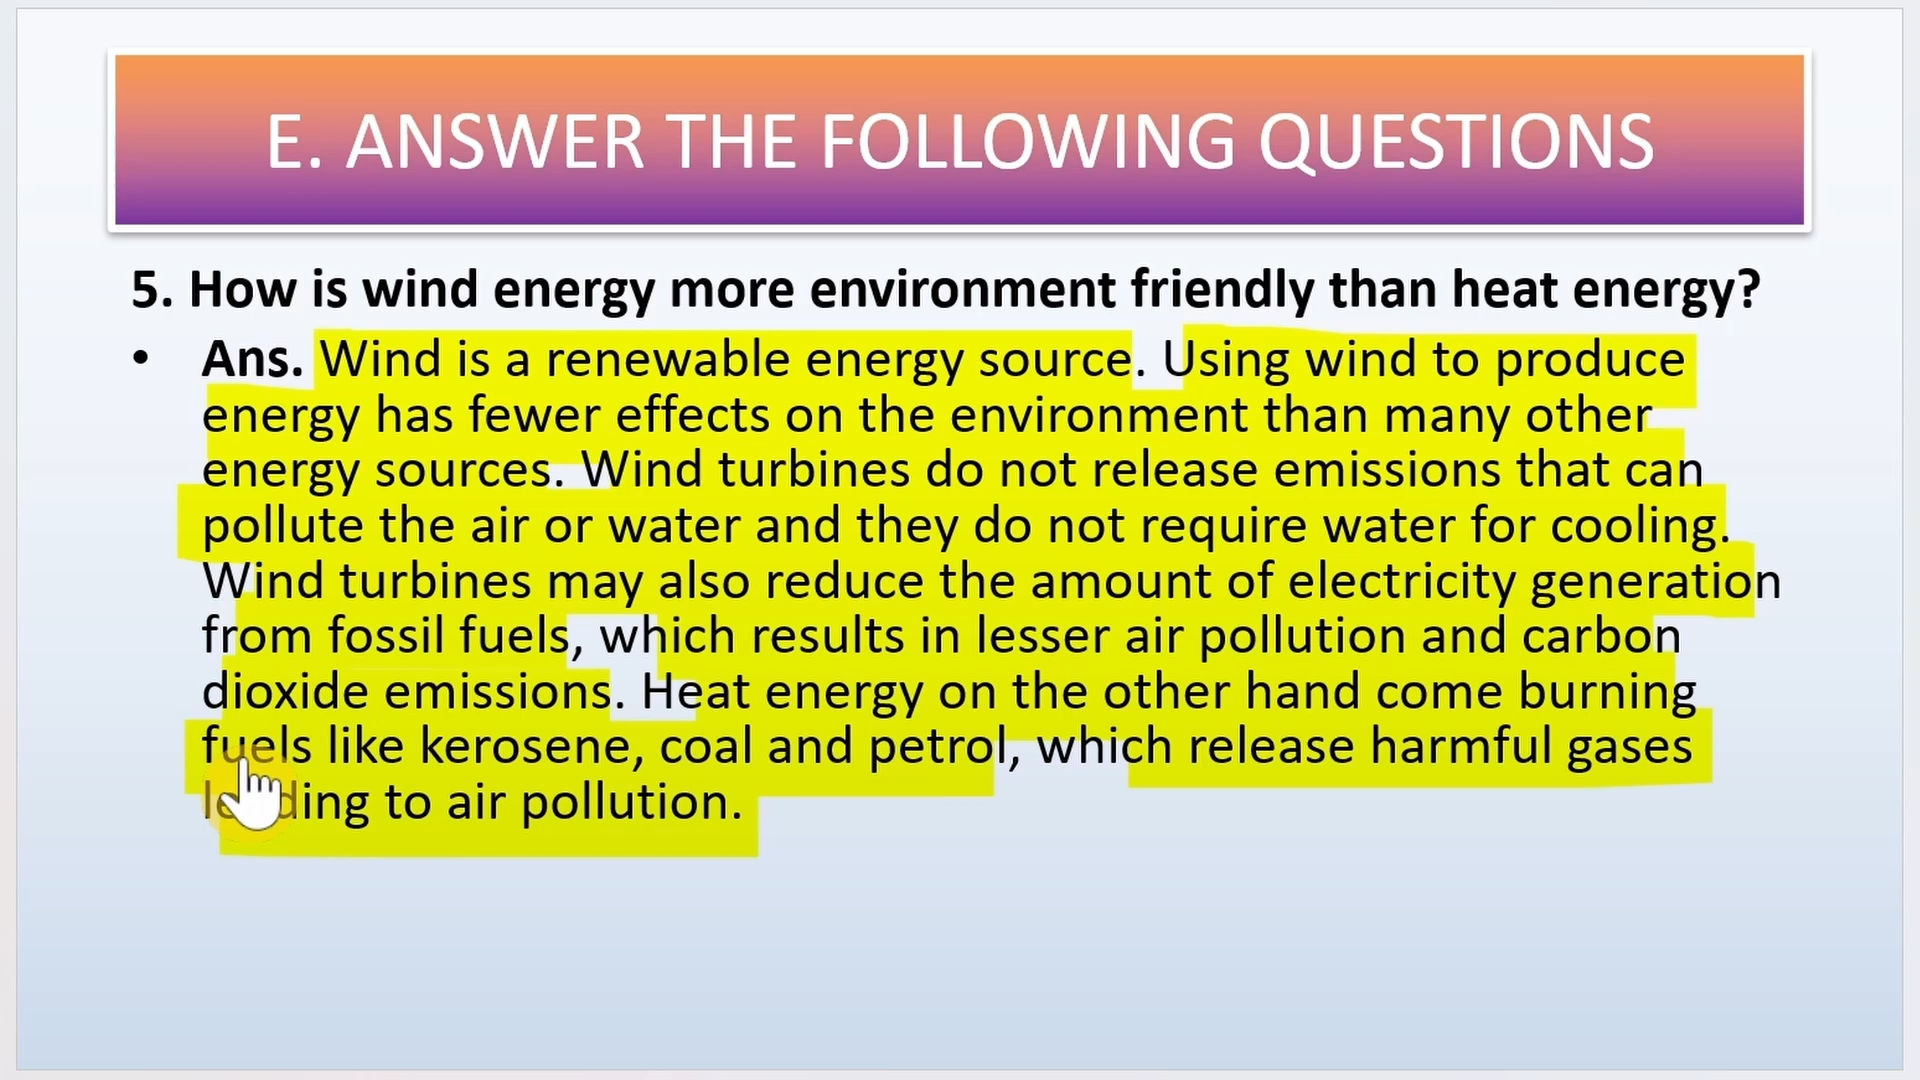 E. ANSWER THE FOLLOWING QUESTIONS
5. How is wind energy more environment friendly than heat energy?
• Ans. Wind is a renewable energy source. Using wind to produce
energy has fewer effects on the environment than many other
energy sources. Wind turbines do not release emissions that can
pollute the air or water and they do not require water for cooling.
Wind turbines may also reduce the amount of electricity generation
from fossil fuels, which results in lesser air pollution and carbon
dioxide emissions. Heat energy on the other hand come burning
fuels like kerosene, coal and petrol, which release harmful gases
leading to air pollution.